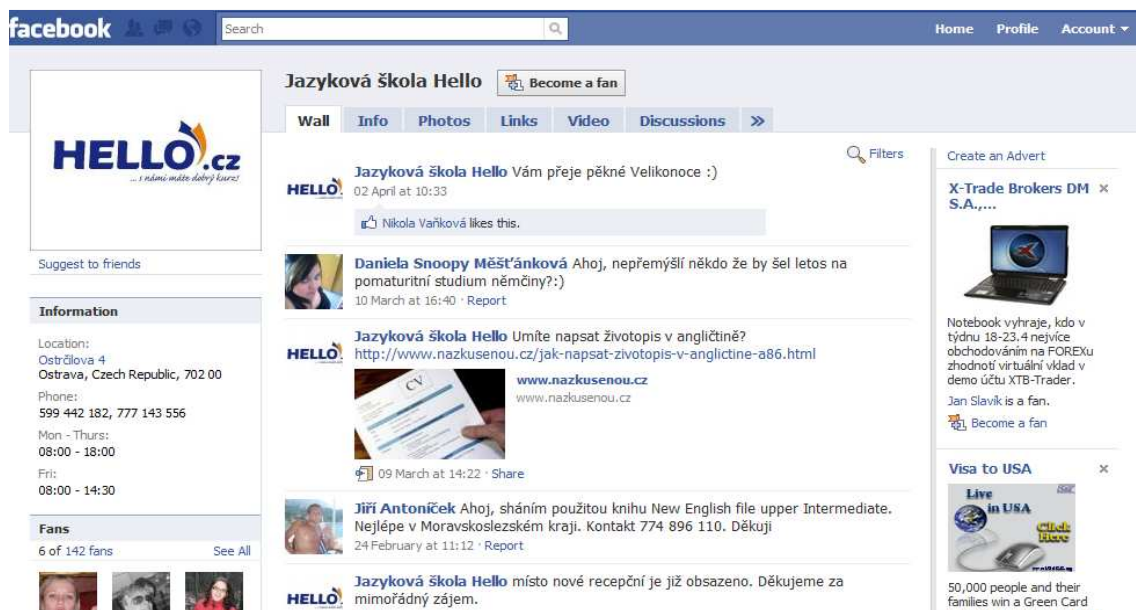 facebook
Search
Home Profile Account
HELLO.cz
... s námi máte dobrý kurz!
Suggest to friends
Information
Location:
Ostrčilova 4
Ostrava, Czech Republic, 702 00
Phone:
599 442 182, 777 143 556
Mon - Thurs:
08:00 - 18:00
Fri:
08:00 - 14:30
Fans
6 of 142 fans See All
Jazyková škola Hello Become a fan
Wall Info Photos Links Video Discussions »
Filters
HELLO
Jazyková škola Hello Vám přeje pěkné Velikonoce :)
02 April at 10:33
Nikola Vaňková likes this.
Daniela Snoopy Měšťánková Ahoj, nepřemýšlí někdo že by šel letos na
pomaturitní studium němčiny?:)
10 March at 16:40 · Report
HELLO
Jazyková škola Hello Umíte napsat životopis v angličtině?
http://www.nazkusenou.cz/jak-napsat-zivotopis-v-anglictine-a86.html
CV
www.nazkusenou.cz
www.nazkusenou.cz
09 March at 14:22 · Share
Jiří Antoníček Ahoj, sháním použitou knihu New English file upper Intermediate.
Nejlépe v Moravskoslezském kraji. Kontakt 774 896 110. Děkuji
24 February at 11:12 · Report
HELLO
Jazyková škola Hello místo nové recepční je již obsazeno. Děkujeme za
mimořádný zájem.
Create an Advert
X-Trade Brokers DM ×
S.A.,...
Notebook vyhraje, kdo v
týdnu 18-23.4 nejvíce
obchodováním na FOREXu
zhodnotí virtuální vklad v
demo účtu XTB-Trader.
Jan Slavík is a fan.
Become a fan
Visa to USA ×
Live
in USA
Click
Here
50,000 people and their
families win a Green Card